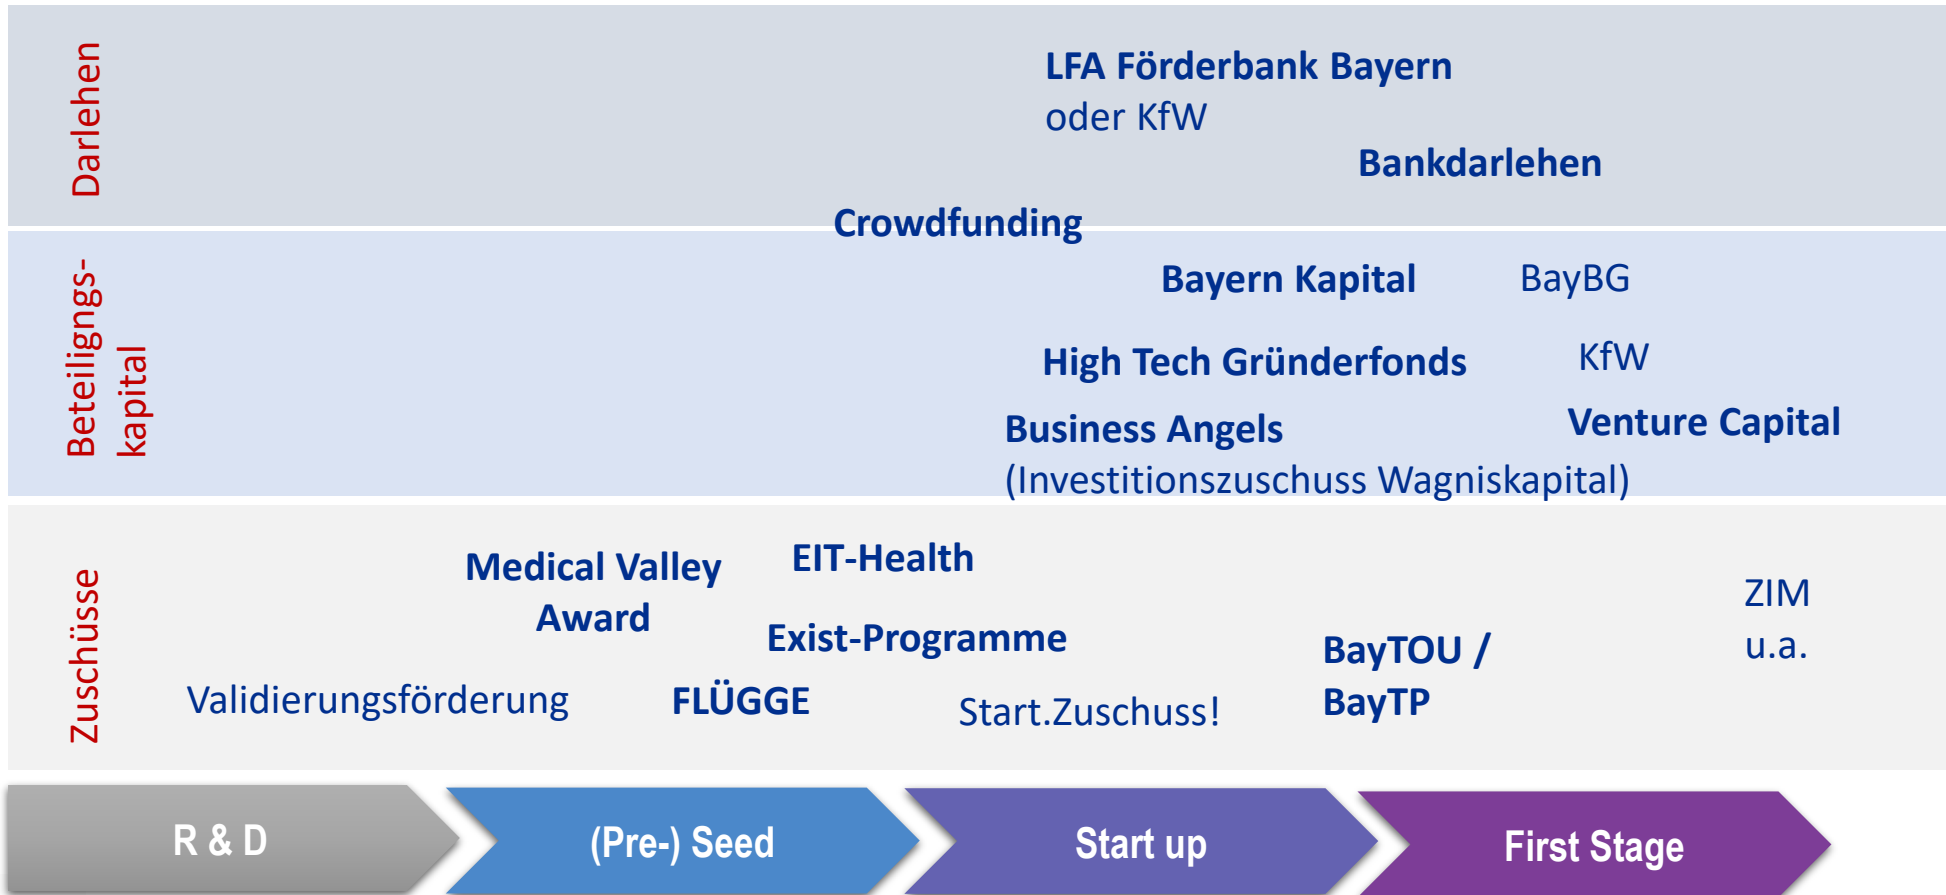 Darlehen
LFA Förderbank Bayern
oder KfW
Bankdarlehen
Crowdfunding
Beteiligngs-
kapital
Bayern Kapital
BayBG
High Tech Gründerfonds
KfW
Business Angels
(Investitionszuschuss Wagniskapital)
Venture Capital
Zuschüsse
Medical Valley
Award
EIT-Health
Exist-Programme
Validierungsförderung
FLÜGGE
Start.Zuschuss!
BayTOU /
BayTP
ZIM
u.a.
R & D
(Pre-) Seed
Start up
First Stage